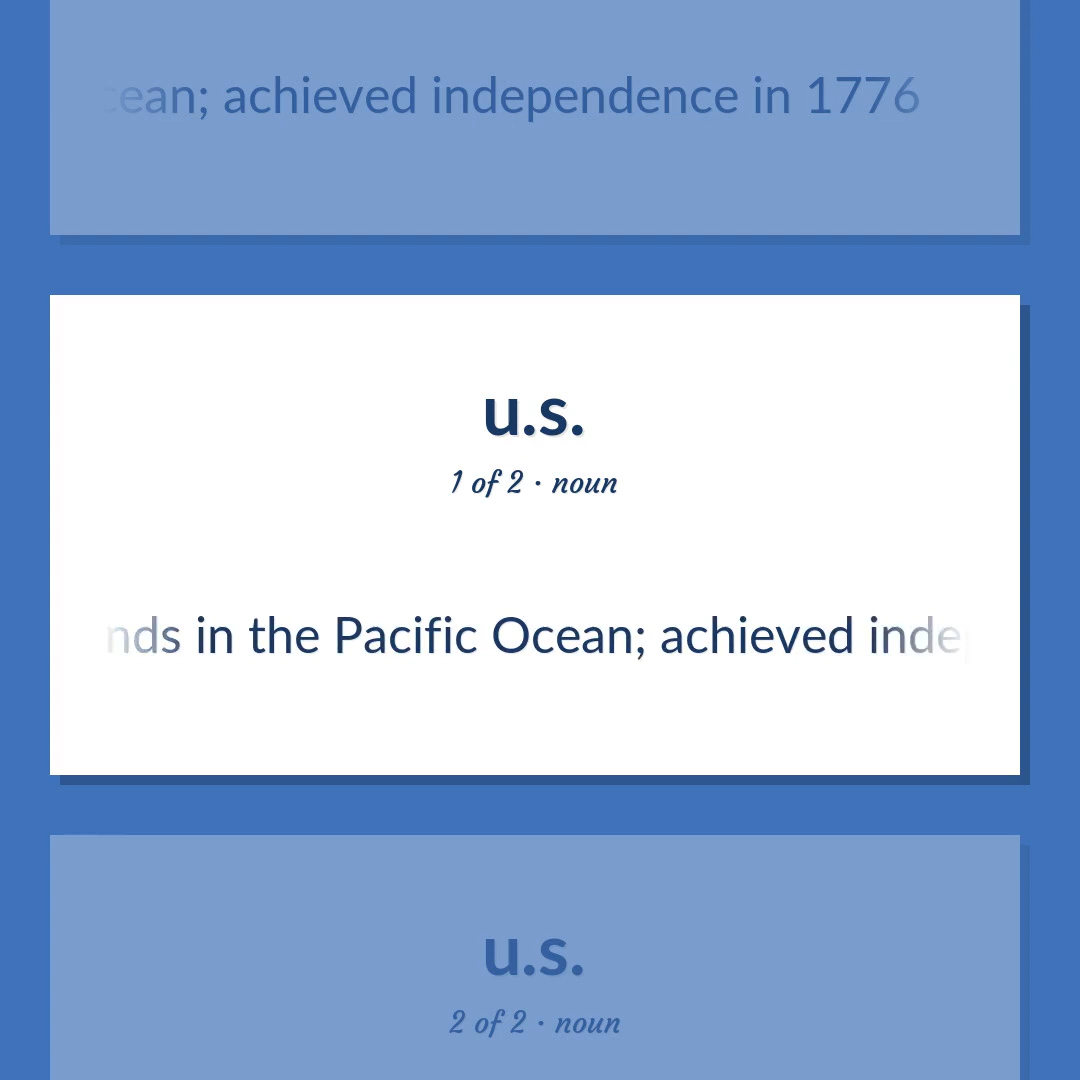 ean; achieved independence in 1776
u.s.
1 of 2 · noun
nds in the Pacific Ocean; achieved inde
u.s.
2 of 2 · noun